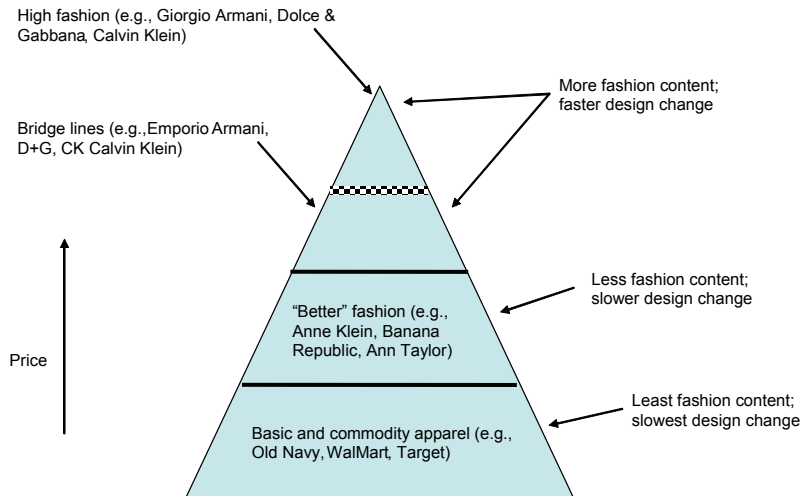 High fashion (e.g., Giorgio Armani, Dolce &
Gabbana, Calvin Klein)
More fashion content;
faster design change
Bridge lines (e.g.,Emporio Armani,
D+G, CK Calvin Klein)
Less fashion content;
slower design change
“Better” fashion (e.g.,
Anne Klein, Banana
Republic, Ann Taylor)
Price
Least fashion content;
slowest design change
Basic and commodity apparel (e.g.,
Old Navy, WalMart, Target)